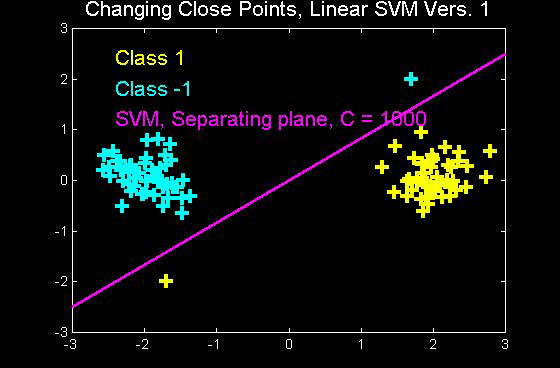 Changing Close Points, Linear SVM Vers. 1
3
Class 1
2
Class -1
SVM, Separating plane, C = 1000
1
0
-1
-2
-3
-3 -2 -1 0 1 2 3